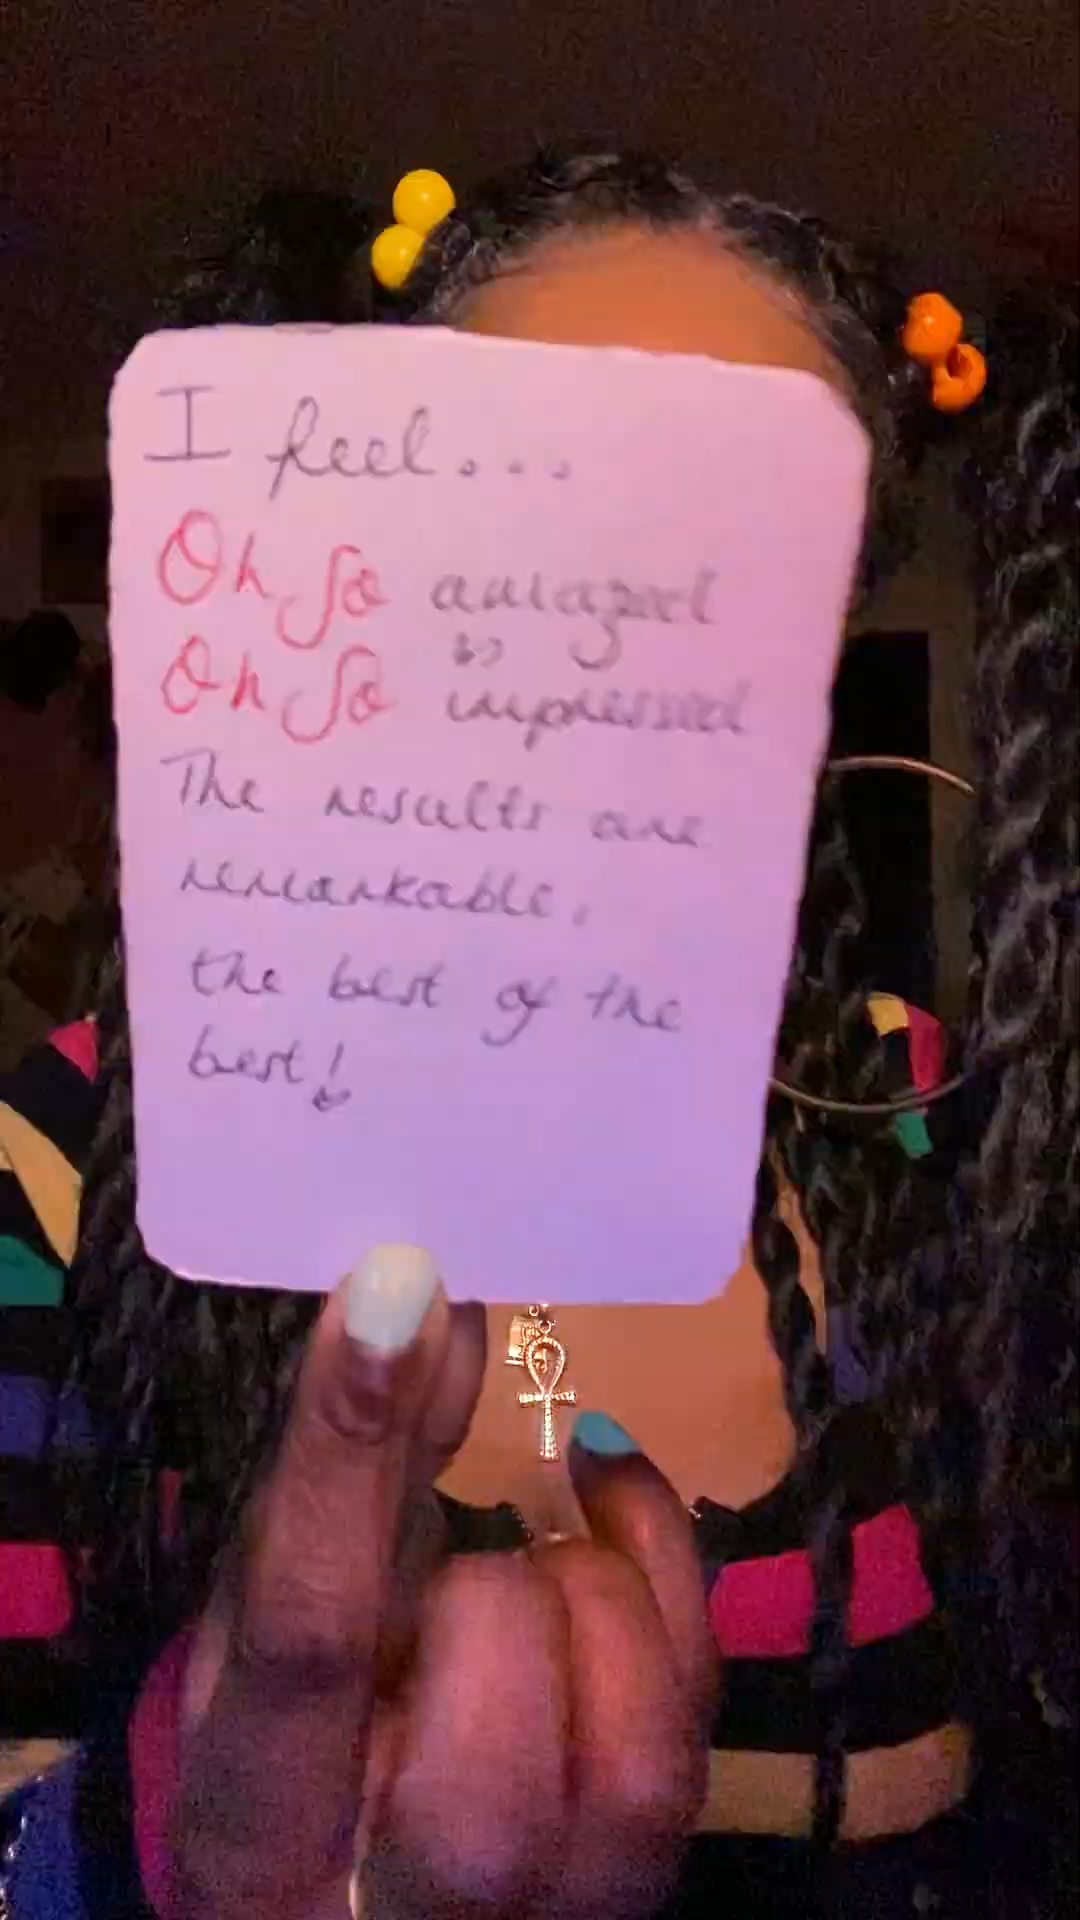 I feel...
Oh So amazed
Oh So impressed
The results are
remarkable,
the best of the
best!